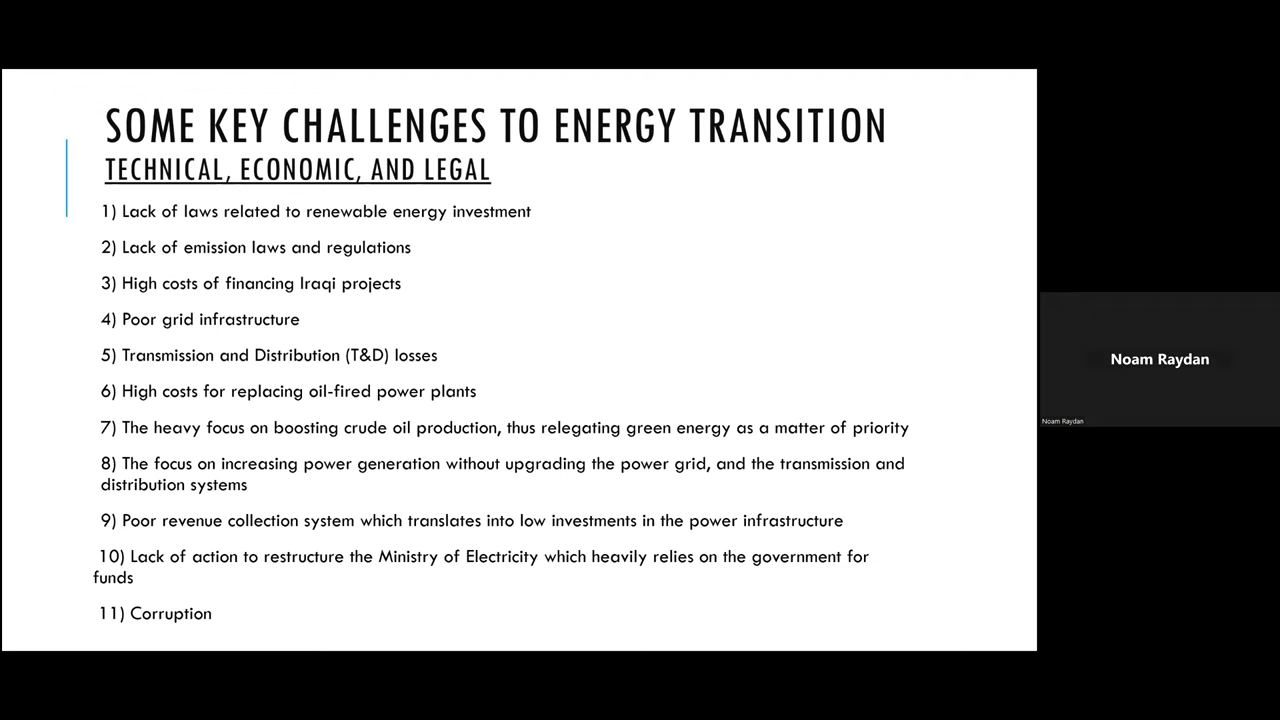 SOME KEY CHALLENGES TO ENERGY TRANSITION
TECHNICAL, ECONOMIC, AND LEGAL
1) Lack of laws related to renewable energy investment
2) Lack of emission laws and regulations
3) High costs of financing Iraqi projects
4) Poor grid infrastructure
5) Transmission and Distribution (T&D) losses
6) High costs for replacing oil-fired power plants
7) The heavy focus on boosting crude oil production, thus relegating green energy as a matter of priority
8) The focus on increasing power generation without upgrading the power grid, and the transmission and
distribution systems
9) Poor revenue collection system which translates into low investments in the power infrastructure
10) Lack of action to restructure the Ministry of Electricity which heavily relies on the government for
funds
11) Corruption
Noam Raydan
Noam Raydan